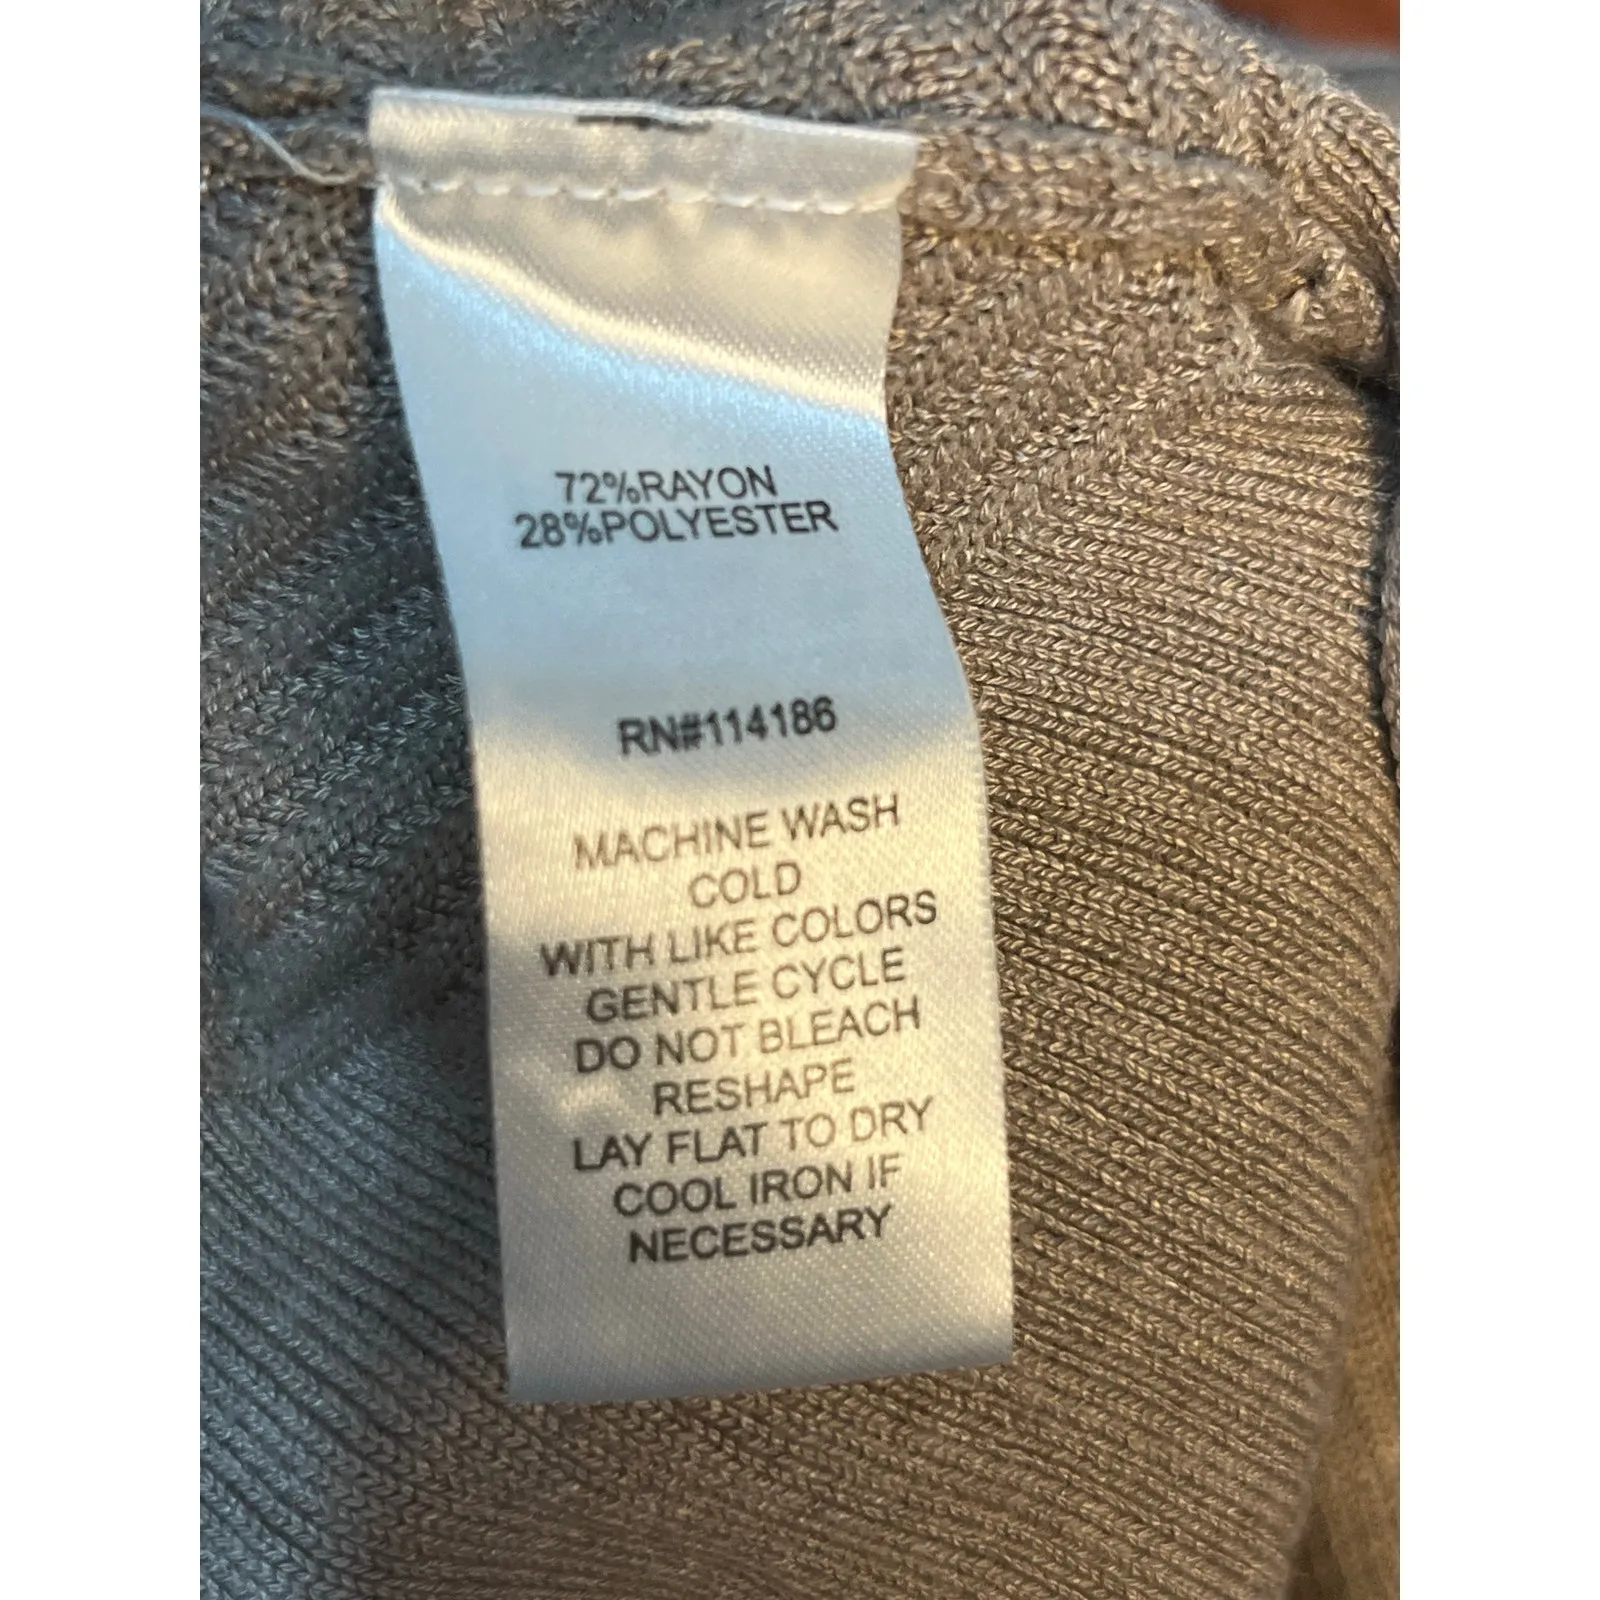 72%RAYON
28%POLYESTER
RN#114186
MACHINE WASH
COLD
WITH LIKE COLORS
GENTLE CYCLE
DO NOT BLEACH
RESHAPE
LAY FLAT TO DRY
COOL IRON IF
NECESSARY